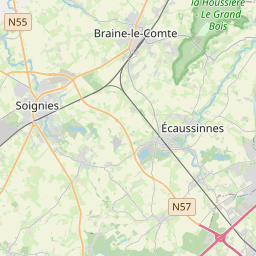 la Houssière
Le Grand
Bois
N55
Braine-le-Comte
Soignies
Écaussinnes
N57